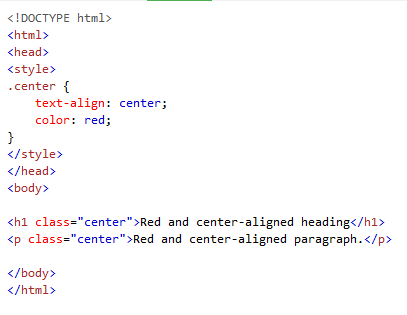 <!DOCTYPE html>
<html>
<head>
<style>
.center {
    text-align: center;
    color: red;
}
</style>
</head>
<body>

<h1 class="center">Red and center-aligned heading</h1>
<p class="center">Red and center-aligned paragraph.</p>

</body>
</html>